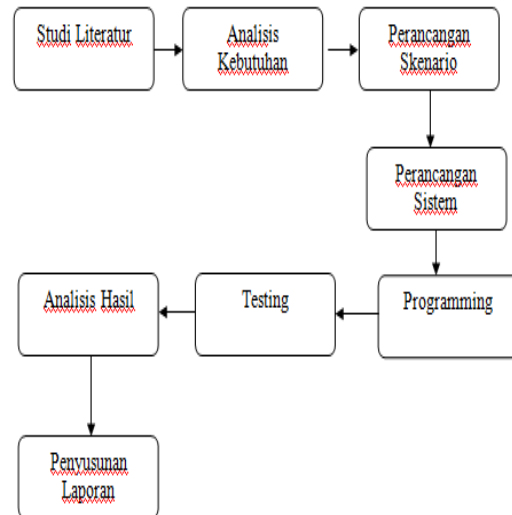 Studi Literatur
Analisis
Kebutuhan
Perancangan
Skenario
Perancangan
Sistem
Programming
Testing
Analisis Hasil
Penyusunan
Laporan